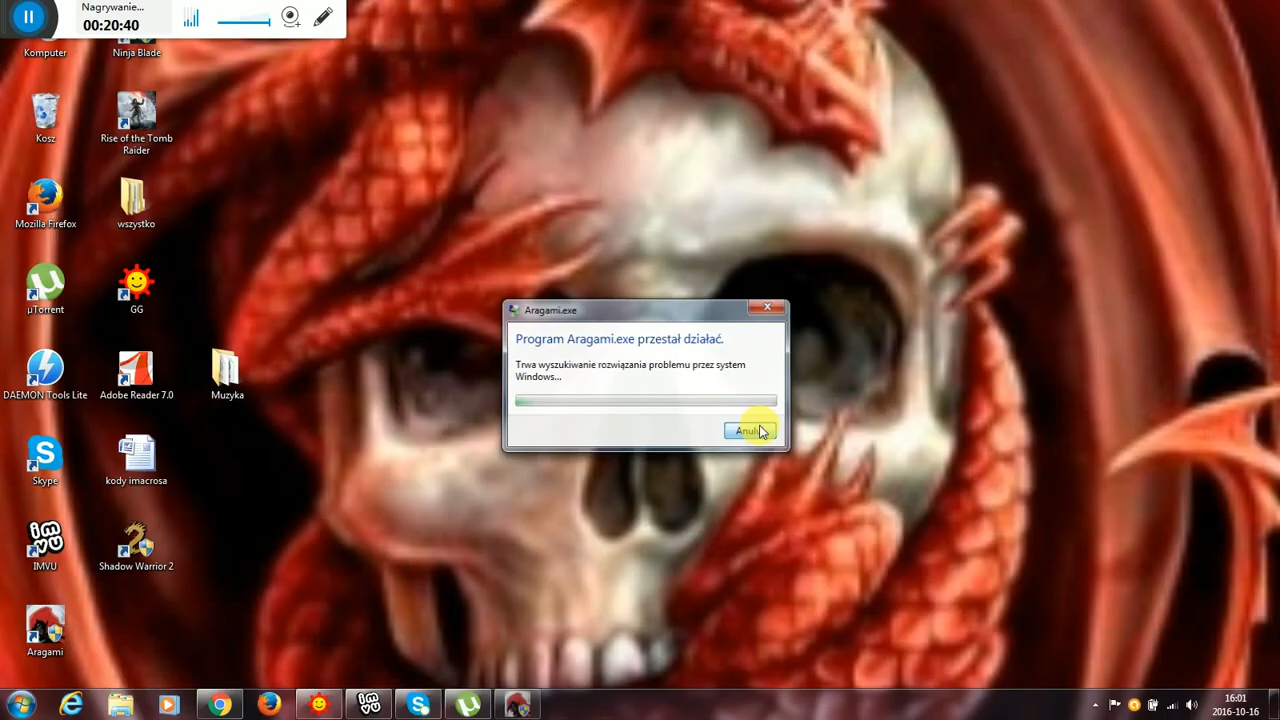 Nagrywanie...
00:20:40
Komputer
Ninja Blade
Kosz
Rise of the Tomb
Raider
Mozilla Firefox
wszystko
µTorrent
GG
DAEMON Tools Lite
Adobe Reader 7.0
Muzyka
Skype
kody imacrosa
IMVU
Shadow Warrior 2
Aragami
Aragami.exe
Program Aragami.exe przestał działać.
Trwa wyszukiwanie rozwiązania problemu przez system
Windows...
16:01
2016-10-16